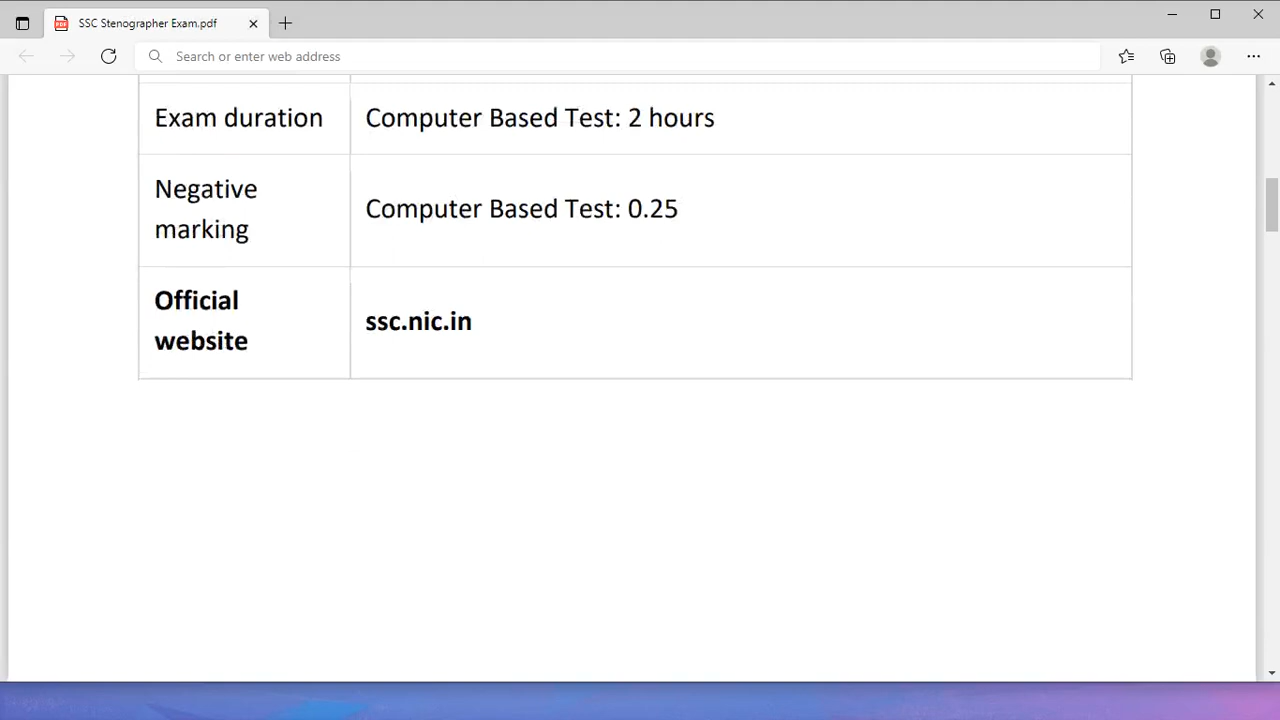 SSC Stenographer Exam.pdf
Search or enter web address
Exam duration
Computer Based Test: 2 hours
Negative
marking
Computer Based Test: 0.25
Official
website
ssc.nic.in